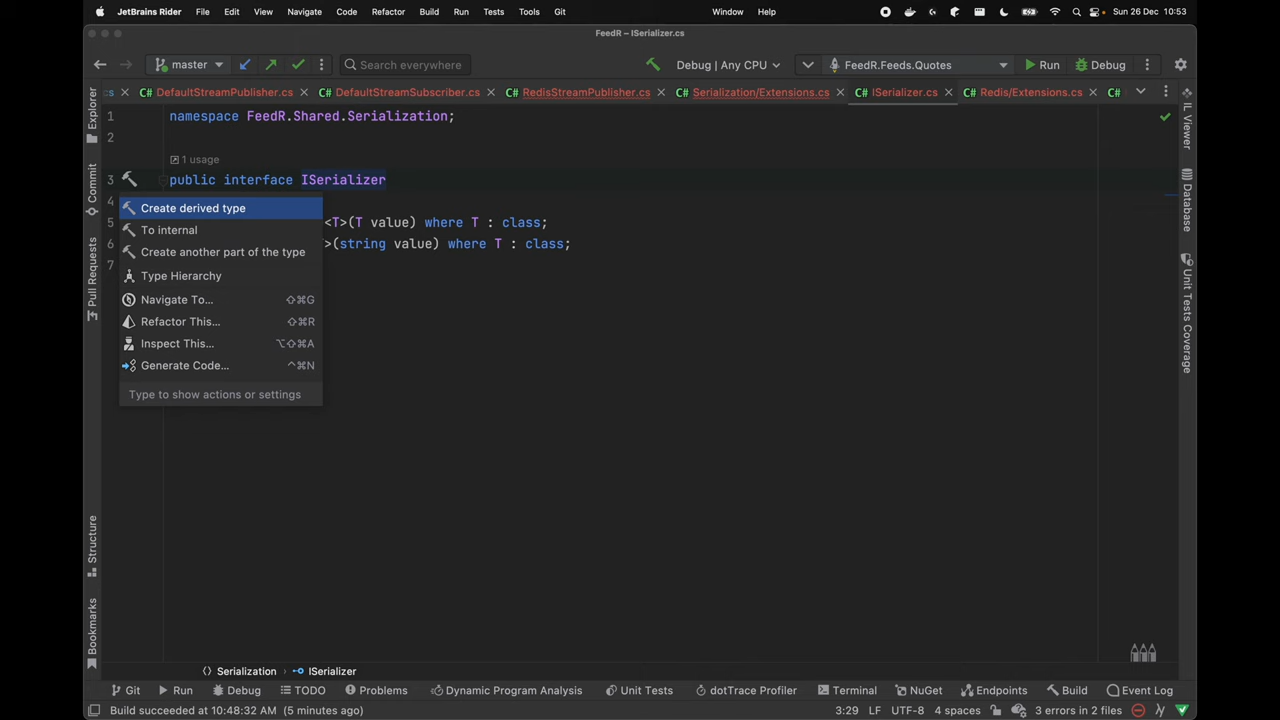 JetBrains Rider File Edit View Navigate Code Refactor Build Run Tests Tools Git Window Help Sun 26 Dec 10:53
FeedR – ISerializer.cs
master Search everywhere Debug | Any CPU FeedR.Feeds.Quotes Run Debug
cs C# DefaultStreamPublisher.cs C# DefaultStreamSubscriber.cs C# RedisStreamPublisher.cs C# Serialization/Extensions.cs C# ISerializer.cs C# Redis/Extensions.cs C#
Explorer
Commit
Pull Requests
Structure
Bookmarks
1 namespace FeedR.Shared.Serialization;
2
1 usage
3 public interface ISerializer
4
5 <T>(T value) where T : class;
6 >(string value) where T : class;
7
Create derived type
To internal
Create another part of the type
Type Hierarchy
Navigate To... ⇧⌘G
Refactor This... ⇧⌘R
Inspect This... ⌥⇧⌘A
Generate Code... ^⌘N
Type to show actions or settings
IL Viewer
Database
Unit Tests Coverage
Serialization ISerializer
Git Run Debug TODO Problems Dynamic Program Analysis Unit Tests dotTrace Profiler Terminal NuGet Endpoints Build Event Log
Build succeeded at 10:48:32 AM (5 minutes ago) 3:29 LF UTF-8 4 spaces 3 errors in 2 files